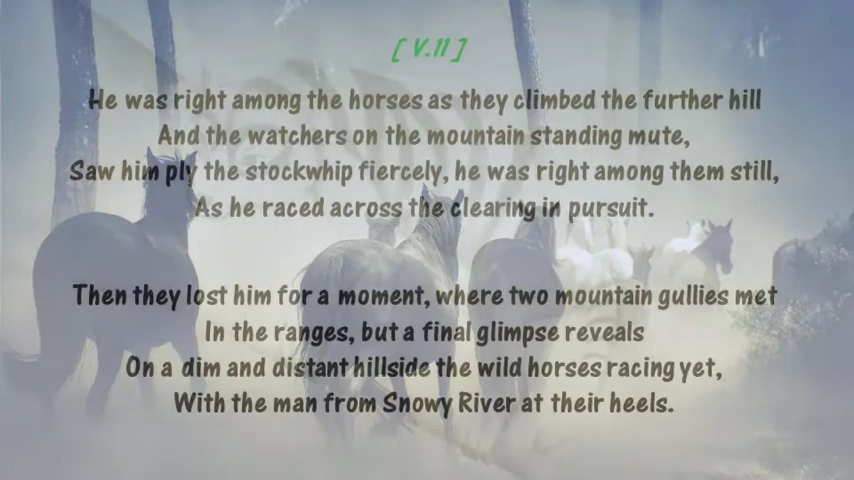 [ V.II ]
He was right among the horses as they climbed the further hill
And the watchers on the mountain standing mute,
Saw him ply the stockwhip fiercely, he was right among them still,
As he raced across the clearing in pursuit.
Then they lost him for a moment, where two mountain gullies met
In the ranges, but a final glimpse reveals
On a dim and distant hillside the wild horses racing yet,
With the man from Snowy River at their heels.